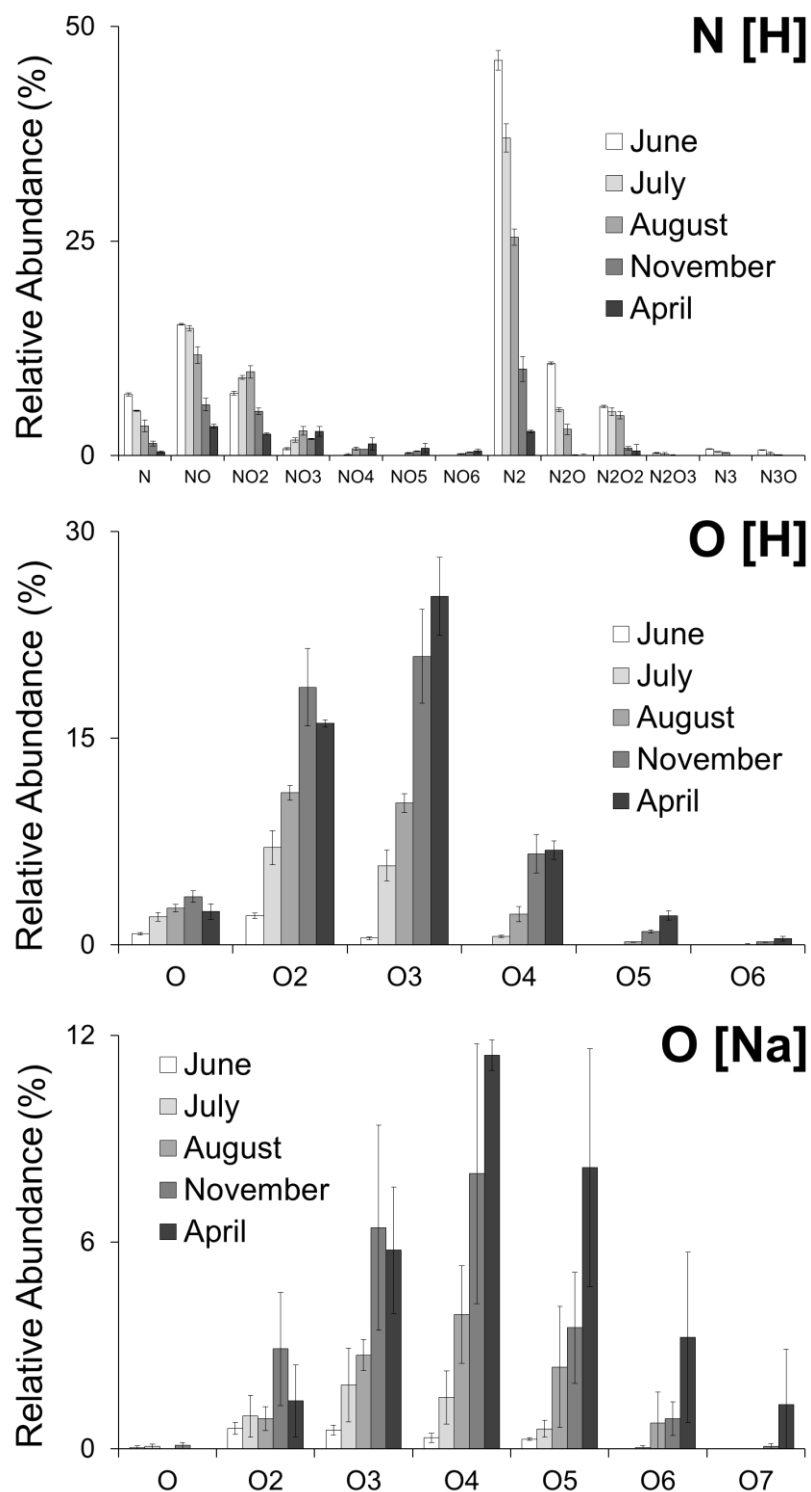 N [H]
50
25
0
Relative Abundance (%)
June
July
August
November
April
N NO NO2 NO3 NO4 NO5 NO6 N2 N2O N2O2 N2O3 N3 N3O
O [H]
30
15
0
Relative Abundance (%)
June
July
August
November
April
O O2 O3 O4 O5 O6
O [Na]
12
6
0
Relative Abundance (%)
June
July
August
November
April
O O2 O3 O4 O5 O6 O7